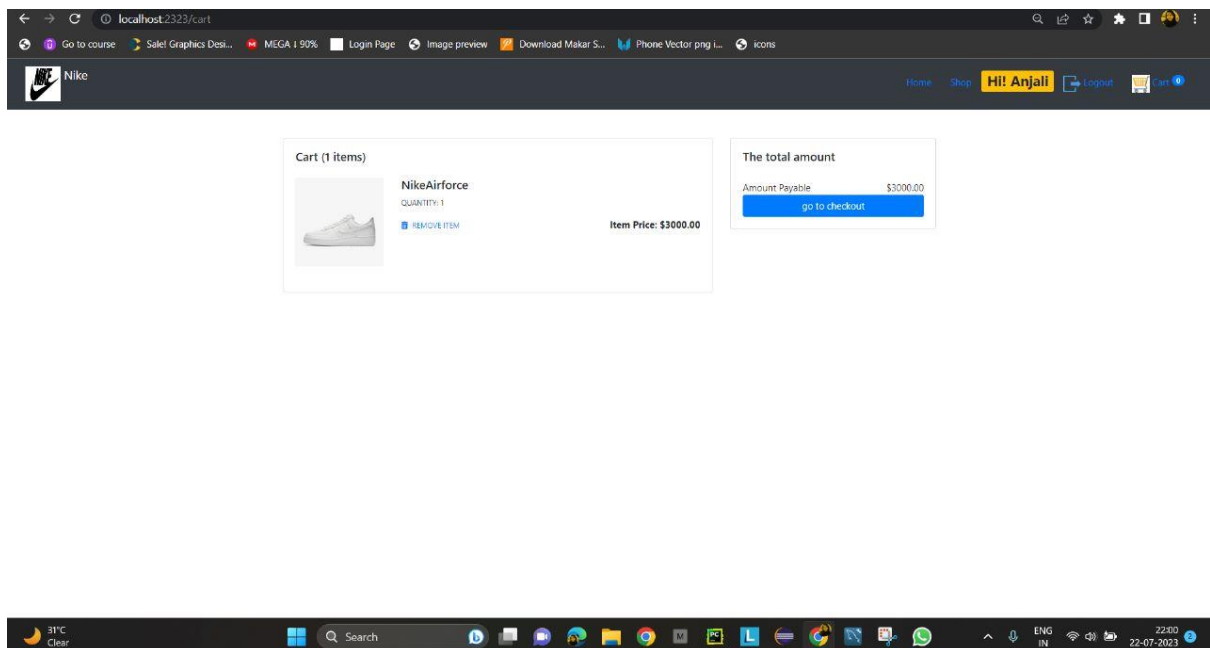 localhost:2323/cart
Go to course Sale! Graphics Desi... MEGA ⇓ 90% Login Page Image preview Download Makar S... Phone Vector png i... icons
NIKE Nike Home Shop Hi! Anjali Logout Cart 0
Cart (1 items)
NikeAirforce
QUANTITY: 1
REMOVE ITEM Item Price: $3000.00
The total amount
Amount Payable $3000.00
go to checkout
31°C
Clear
Search
ENG
IN
22:00
22-07-2023
2